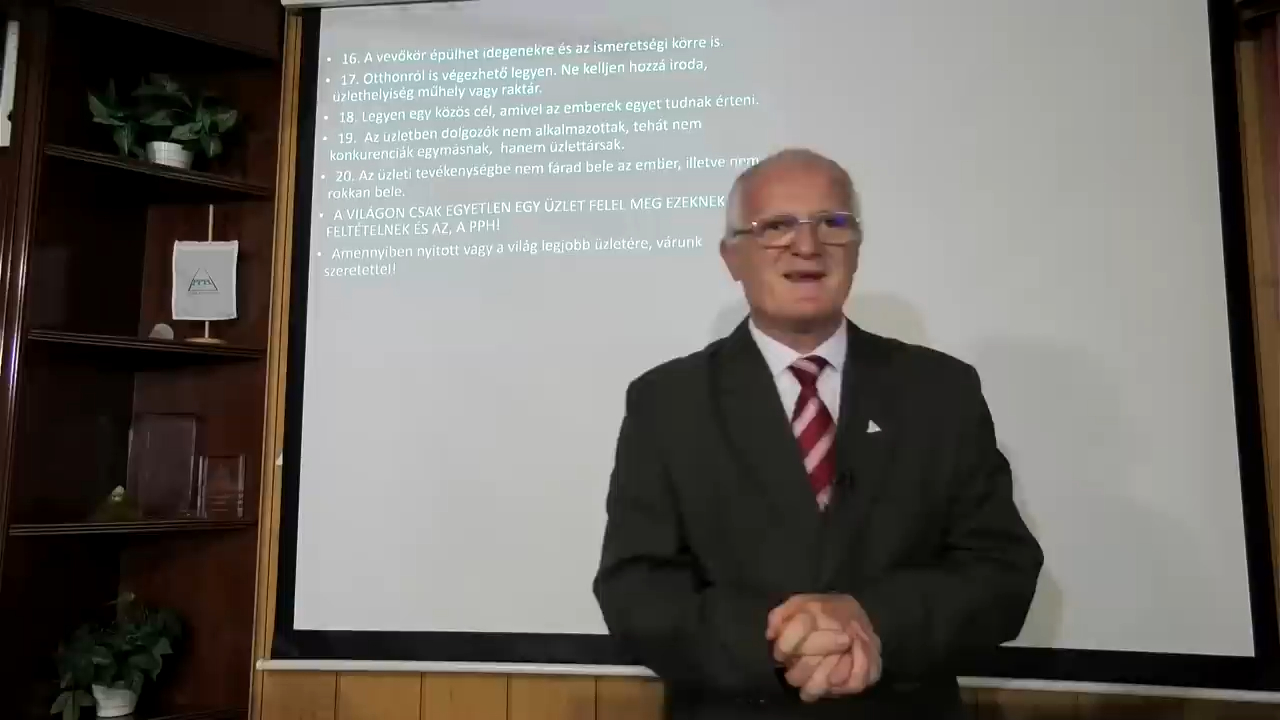 • 16. A vevőkör épülhet idegenekre és az ismeretségi körre is.
• 17. Otthonról is végezhető legyen. Ne kelljen hozzá iroda,
üzlethelyiség műhely vagy raktár.
• 18. Legyen egy közös cél, amivel az emberek egyet tudnak érteni.
• 19. Az üzletben dolgozók nem alkalmazottak, tehát nem
konkurenciák egymásnak, hanem üzlettársak.
• 20. Az üzleti tevékenységbe nem fárad bele az ember, illetve nem
rokkan bele.
• A VILÁGON CSAK EGYETLEN EGY ÜZLET FELEL MEG EZEKNEK
FELTÉTELNEK ÉS AZ, A PPH!
• Amennyiben nyitott vagy a világ legjobb üzletére, várunk
szeretettel!